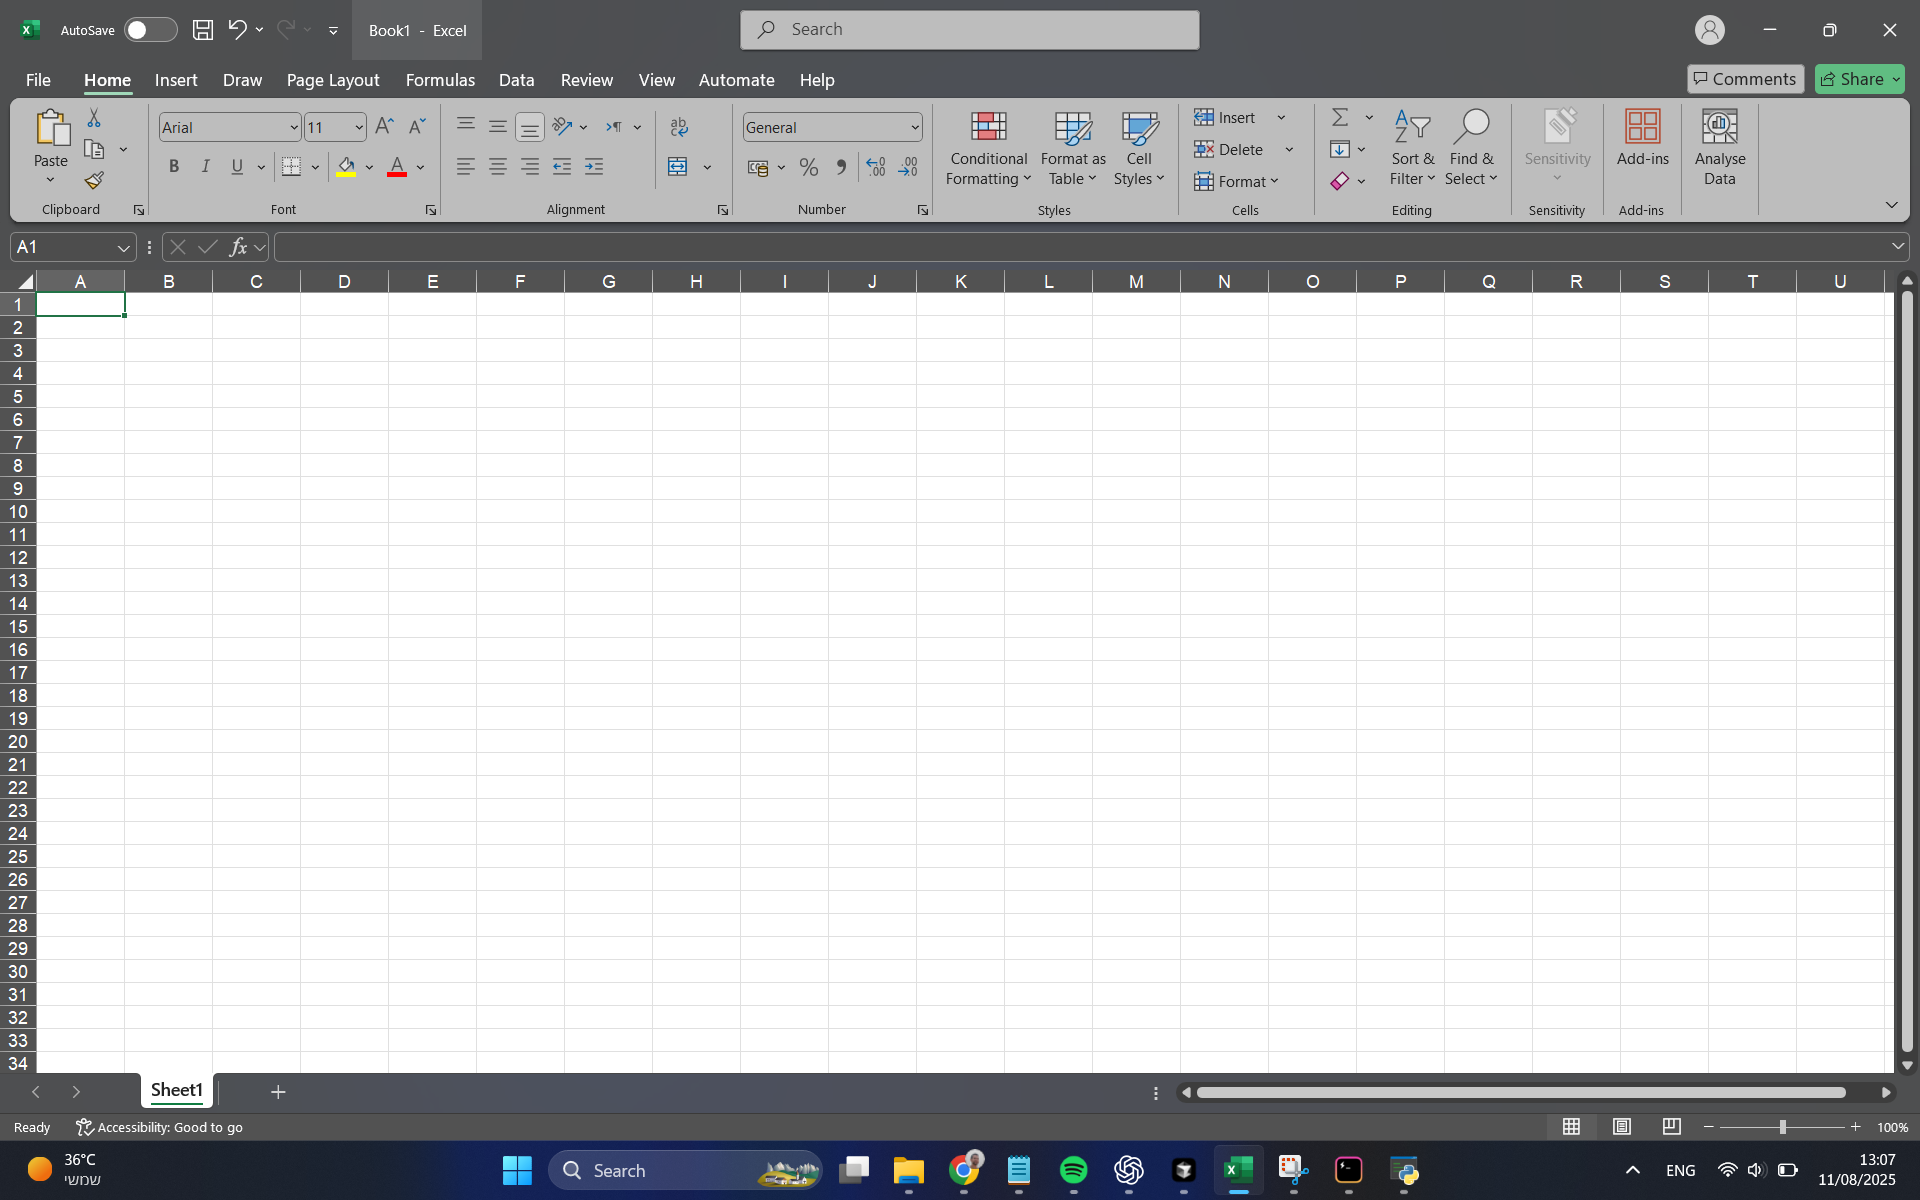 AutoSave
Book1 - Excel
Search
File Home Insert Draw Page Layout Formulas Data Review View Automate Help
Comments Share
Paste
Clipboard
Arial 11
B I U
Font
Alignment
General
Number
Conditional Formatting
Format as Table
Cell Styles
Styles
Insert
Delete
Format
Cells
Sort & Filter
Find & Select
Editing
Sensitivity
Sensitivity
Add-ins
Add-ins
Analyse Data
A1 fx
A B C D E F G H I J K L M N O P Q R S T U
1
2
3
4
5
6
7
8
9
10
11
12
13
14
15
16
17
18
19
20
21
22
23
24
25
26
27
28
29
30
31
32
33
34
Sheet1
Ready Accessibility: Good to go 100%
36°C
שמשי
Search
ENG
13:07
11/08/2025